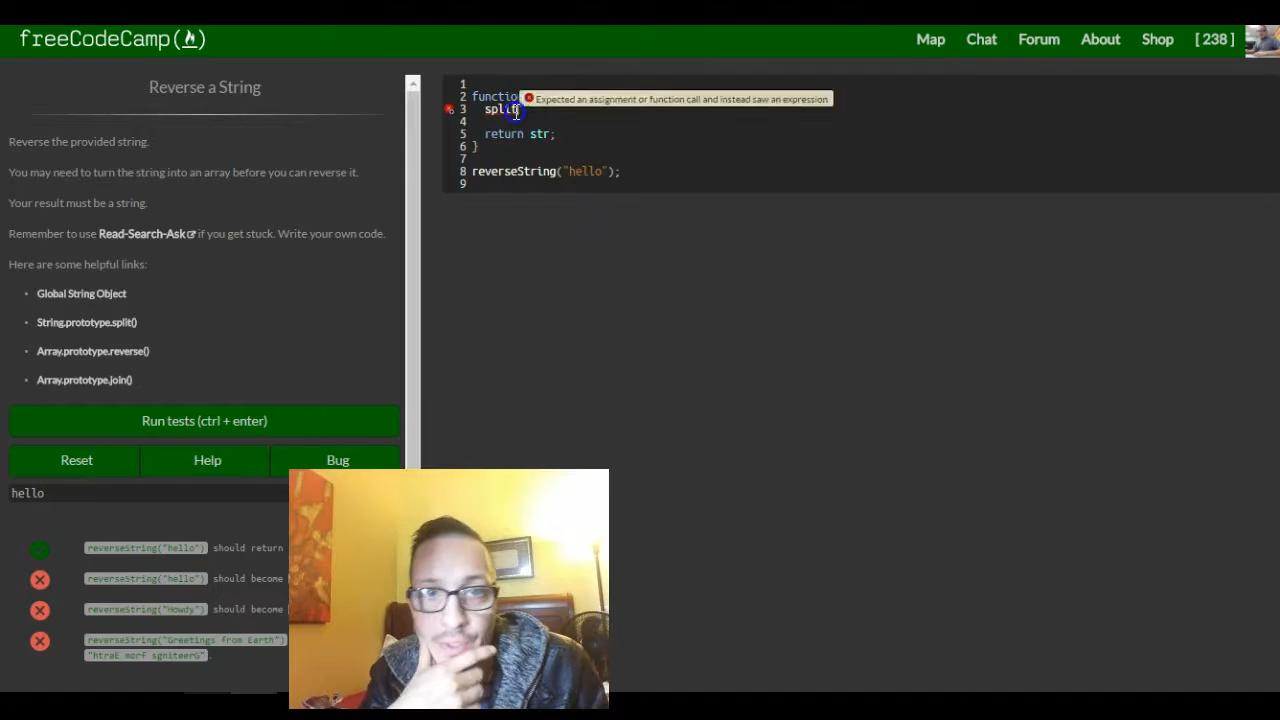 freeCodeCamp(🔥)
Map Chat Forum About Shop [ 238 ]
Reverse a String
Reverse the provided string.
You may need to turn the string into an array before you can reverse it.
Your result must be a string.
Remember to use Read-Search-Ask if you get stuck. Write your own code.
Here are some helpful links:
Global String Object
String.prototype.split()
Array.prototype.reverse()
Array.prototype.join()
Run tests (ctrl + enter)
Reset Help Bug
hello
reverseString("hello") should return
reverseString("hello") should become
reverseString("Howdy") should become
reverseString("Greetings from Earth")
"htraE morf sgniteerG".
1
2 functio
Expected an assignment or function call and instead saw an expression.
3 split
4
5 return str;
6 }
7
8 reverseString("hello");
9